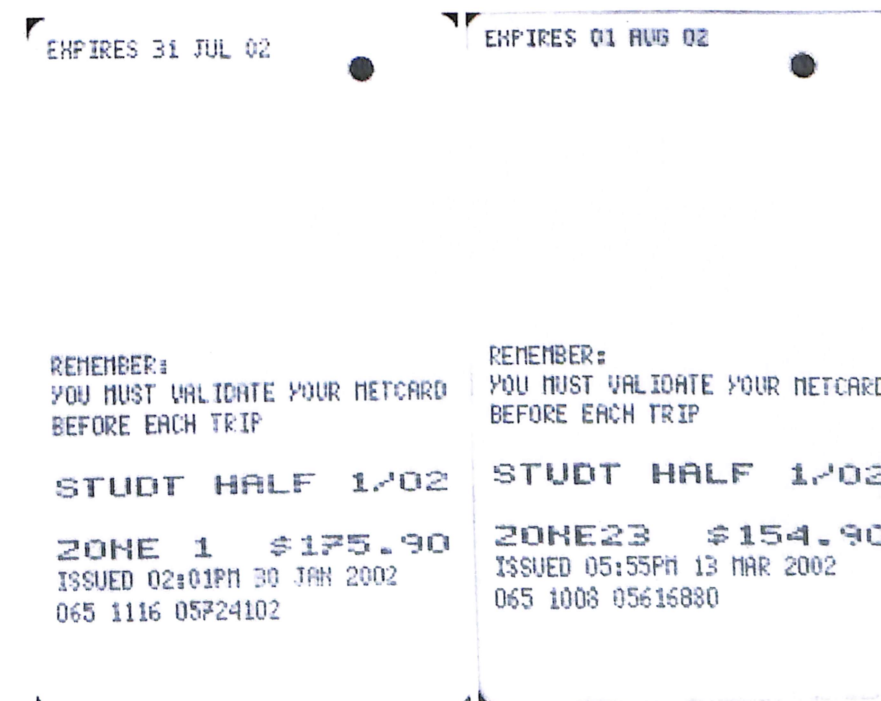 EXPIRES 31 JUL 02
REMEMBER:
YOU MUST VALIDATE YOUR METCARD
BEFORE EACH TRIP
STUDT HALF 1/02
ZONE 1 $175.90
ISSUED 02:01PM 30 JAN 2002
065 1116 05724102
EXPIRES 01 AUG 02
REMEMBER:
YOU MUST VALIDATE YOUR METCARD
BEFORE EACH TRIP
STUDT HALF 1/02
ZONE23 $154.90
ISSUED 05:55PM 13 MAR 2002
065 1008 05616880